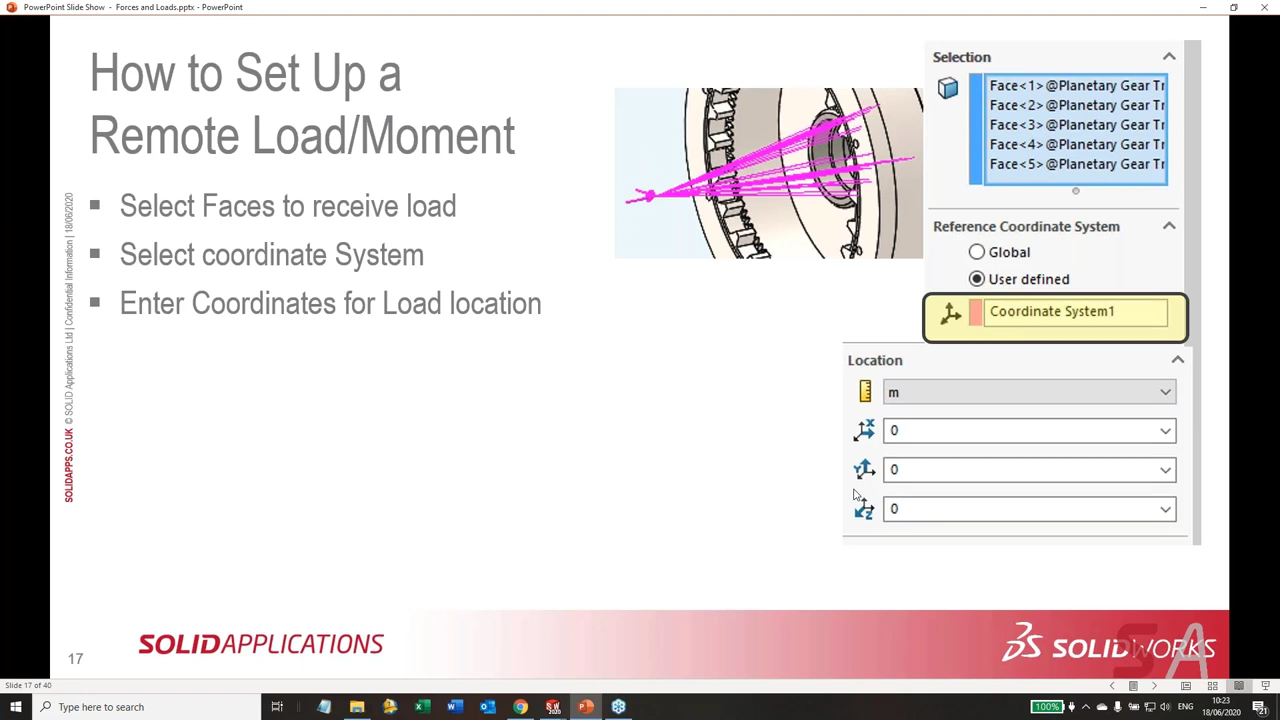 PowerPoint Slide Show - Forces and Loads.pptx - PowerPoint
How to Set Up a
Remote Load/Moment
Select Faces to receive load
Select coordinate System
Enter Coordinates for Load location
SOLIDAPPS.CO.UK © SOLID Applications Ltd | Confidential Information | 18/06/2020
Selection
Face<1>@Planetary Gear Tr
Face<2>@Planetary Gear Tr
Face<3>@Planetary Gear Tr
Face<4>@Planetary Gear Tr
Face<5>@Planetary Gear Tr
Reference Coordinate System
Global
User defined
Coordinate System1
Location
m
X
0
Y
0
Z
0
17
SOLIDAPPLICATIONS
SOLIDWORKS
SA
Slide 17 of 40
Type here to search
100%
ENG
10:23
18/06/2020
21